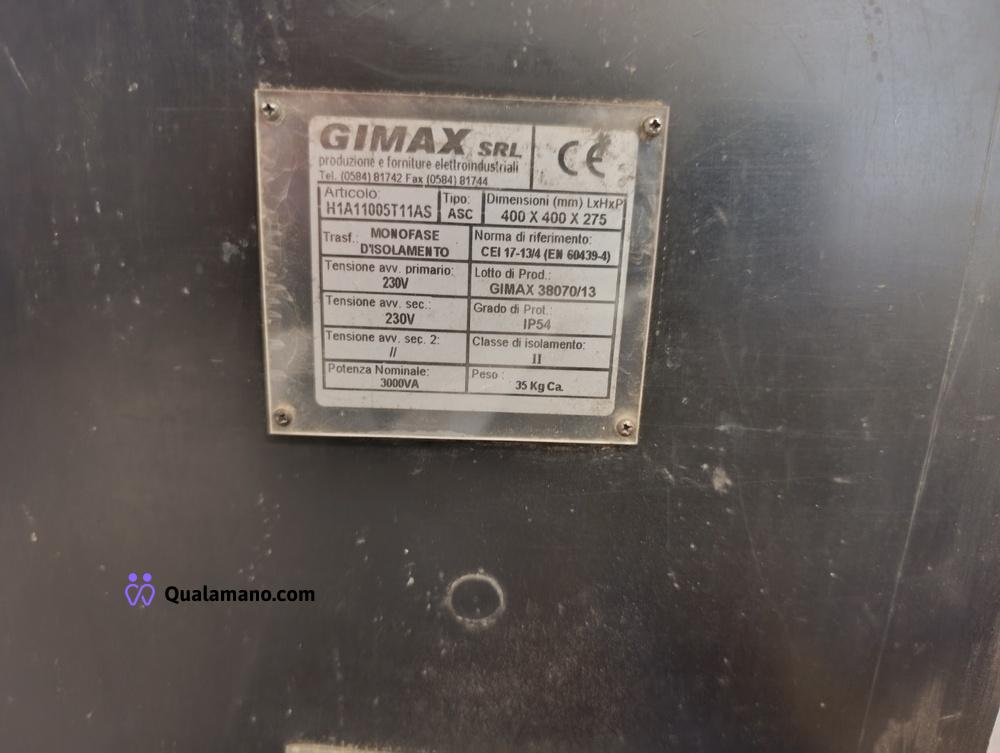 GIMAX SRL
produzione e forniture elettroindustriali
Tel. (0584) 81742 Fax (0584) 81744
CE
Articolo:
H1A11005T11AS
Tipo:
ASC
Dimensioni (mm) LxHxP
400 X 400 X 275
Trasf.: MONOFASE
D'ISOLAMENTO
Norma di riferimento:
CEI 17-13/4 (EN 60439-4)
Tensione avv. primario:
230V
Lotto di Prod.:
GIMAX 38070/13
Tensione avv. sec.:
230V
Grado di Prot.:
IP54
Tensione avv. sec. 2:
//
Classe di isolamento:
II
Potenza Nominale:
3000VA
Peso :
35 Kg Ca.
Qualamano.com